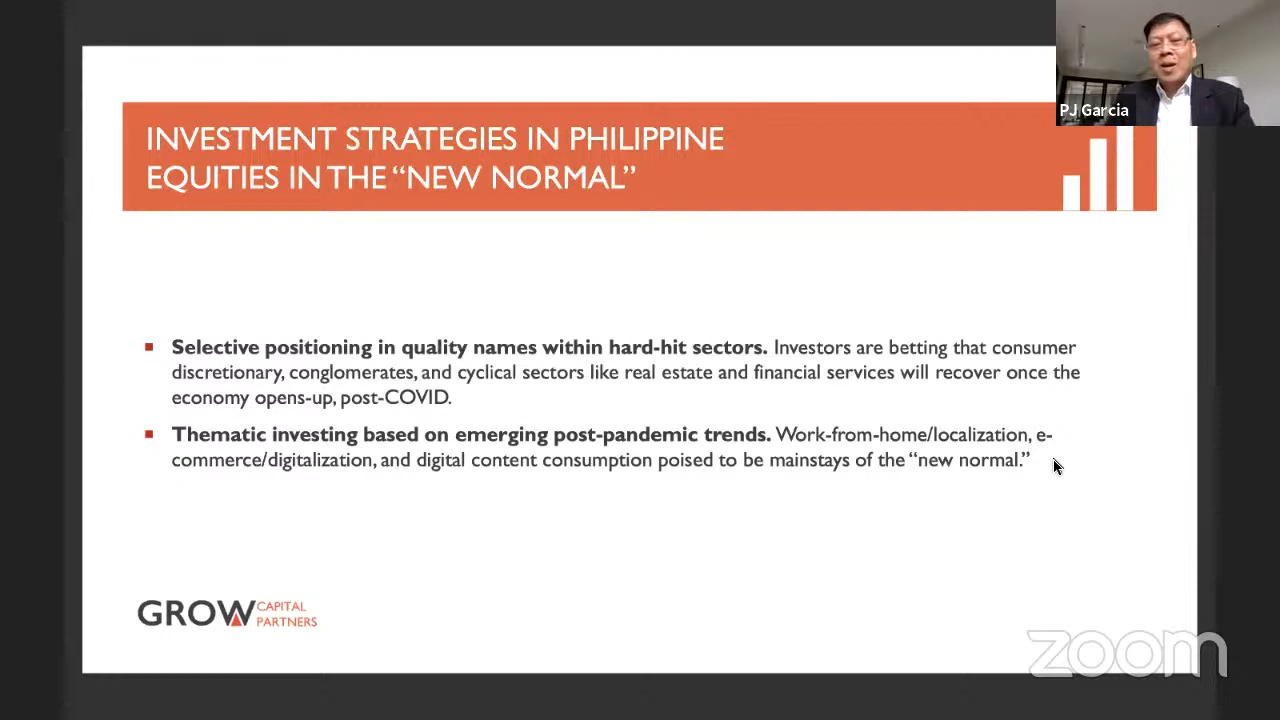 PJ Garcia
INVESTMENT STRATEGIES IN PHILIPPINE
EQUITIES IN THE “NEW NORMAL”
▪ Selective positioning in quality names within hard-hit sectors. Investors are betting that consumer
discretionary, conglomerates, and cyclical sectors like real estate and financial services will recover once the
economy opens-up, post-COVID.
▪ Thematic investing based on emerging post-pandemic trends. Work-from-home/localization, e-
commerce/digitalization, and digital content consumption poised to be mainstays of the “new normal.”
GROW CAPITAL
PARTNERS
zoom